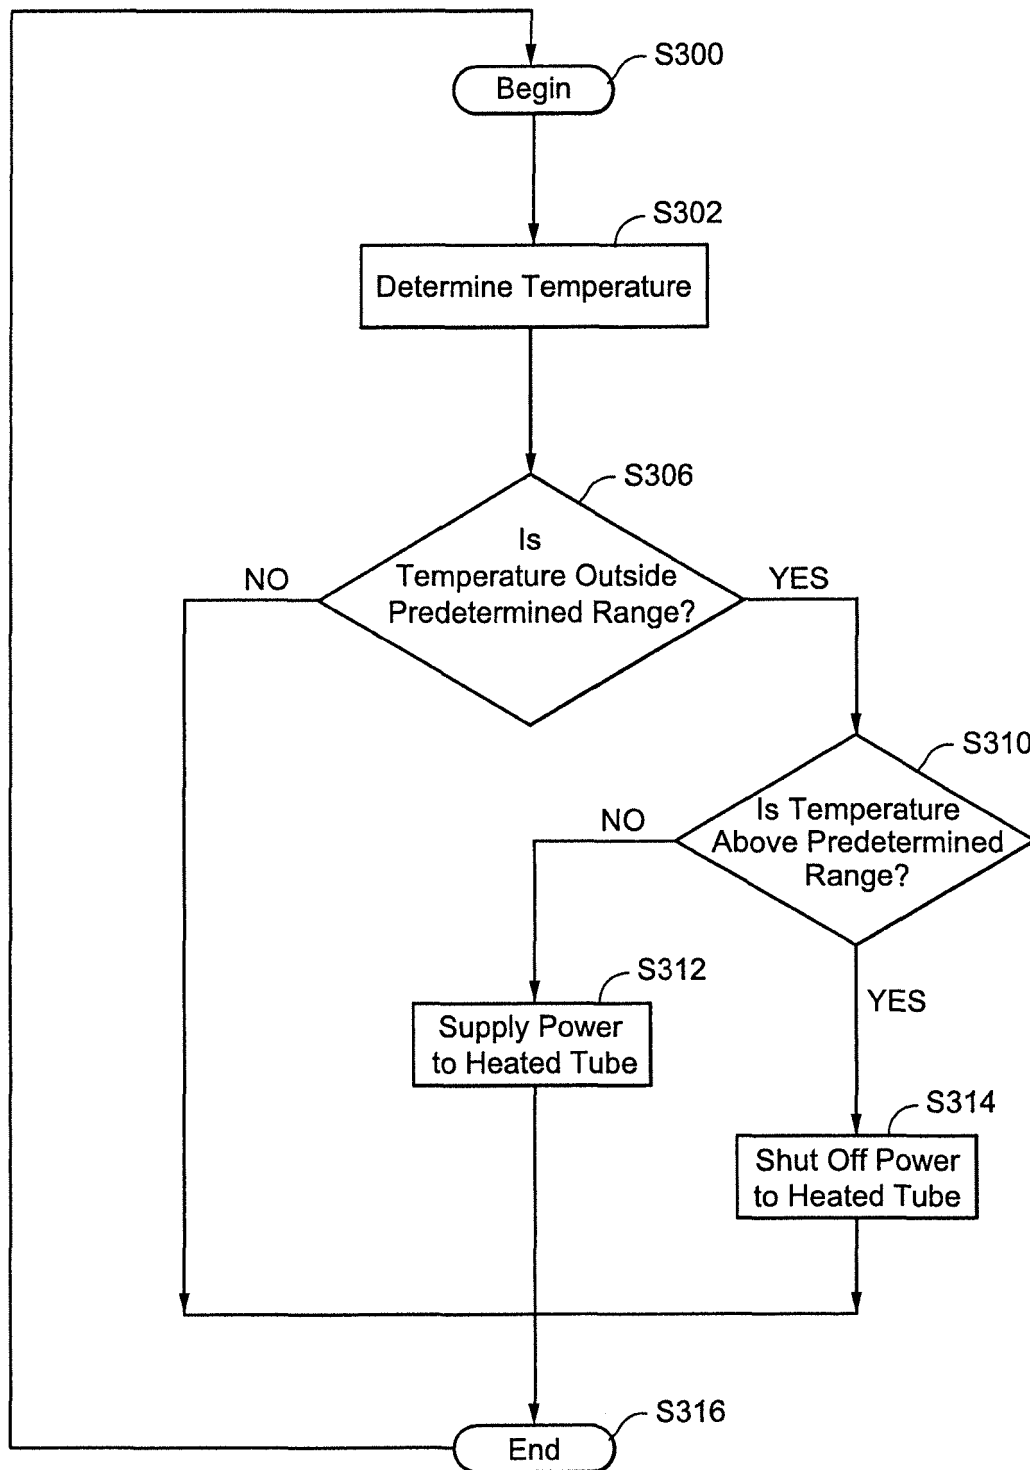 S300
Begin
S302
Determine Temperature
S306
Is
Temperature Outside
Predetermined Range?
NO
YES
S310
Is Temperature
Above Predetermined
Range?
NO
YES
S312
Supply Power
to Heated Tube
S314
Shut Off Power
to Heated Tube
S316
End